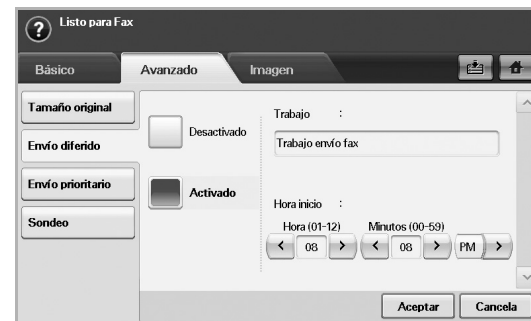 Listo para Fax
Básico Avanzado Imagen
Tamaño original
Envío diferido
Envío prioritario
Sondeo
Desactivado
Activado
Trabajo :
Trabajo envío fax
Hora inicio :
Hora (01-12) Minutos (00-59)
08 08 PM
Aceptar Cancela